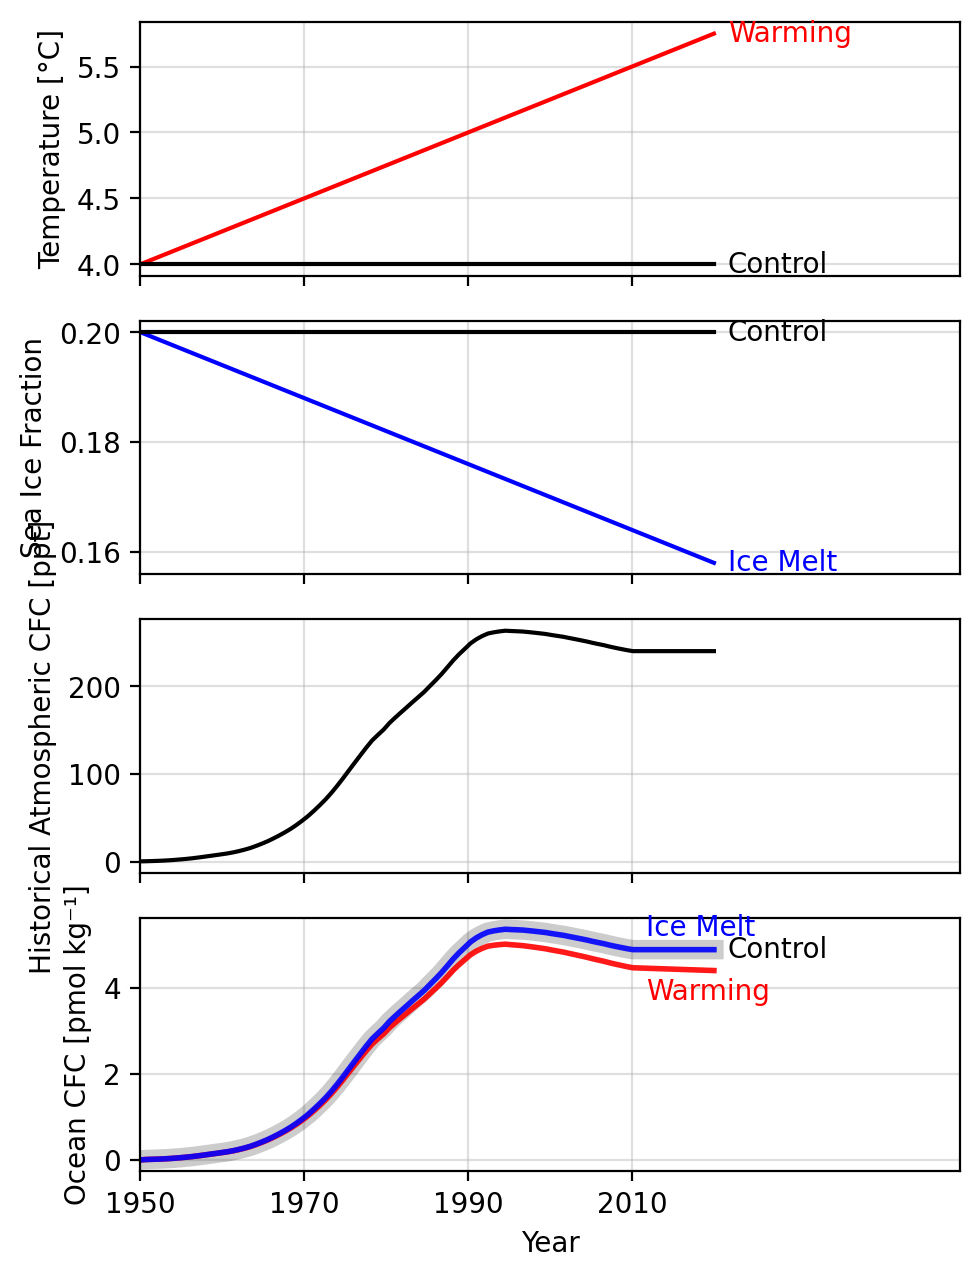 Temperature [°C]
5.5
5.0
4.5
4.0
Warming
Control
Sea Ice Fraction
0.20
0.18
0.16
Control
Ice Melt
Historical Atmospheric CFC [ppt]
200
100
0
Ocean CFC [pmol kg⁻¹]
4
2
0
Ice Melt
Control
Warming
1950 1970 1990 2010
Year